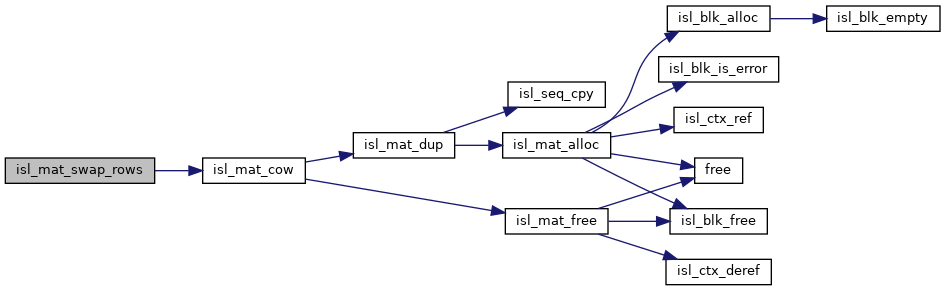 isl_mat_swap_rows
isl_mat_cow
isl_mat_dup
isl_seq_cpy
isl_mat_alloc
isl_mat_free
isl_blk_alloc
isl_blk_empty
isl_blk_is_error
isl_ctx_ref
free
isl_blk_free
isl_ctx_deref